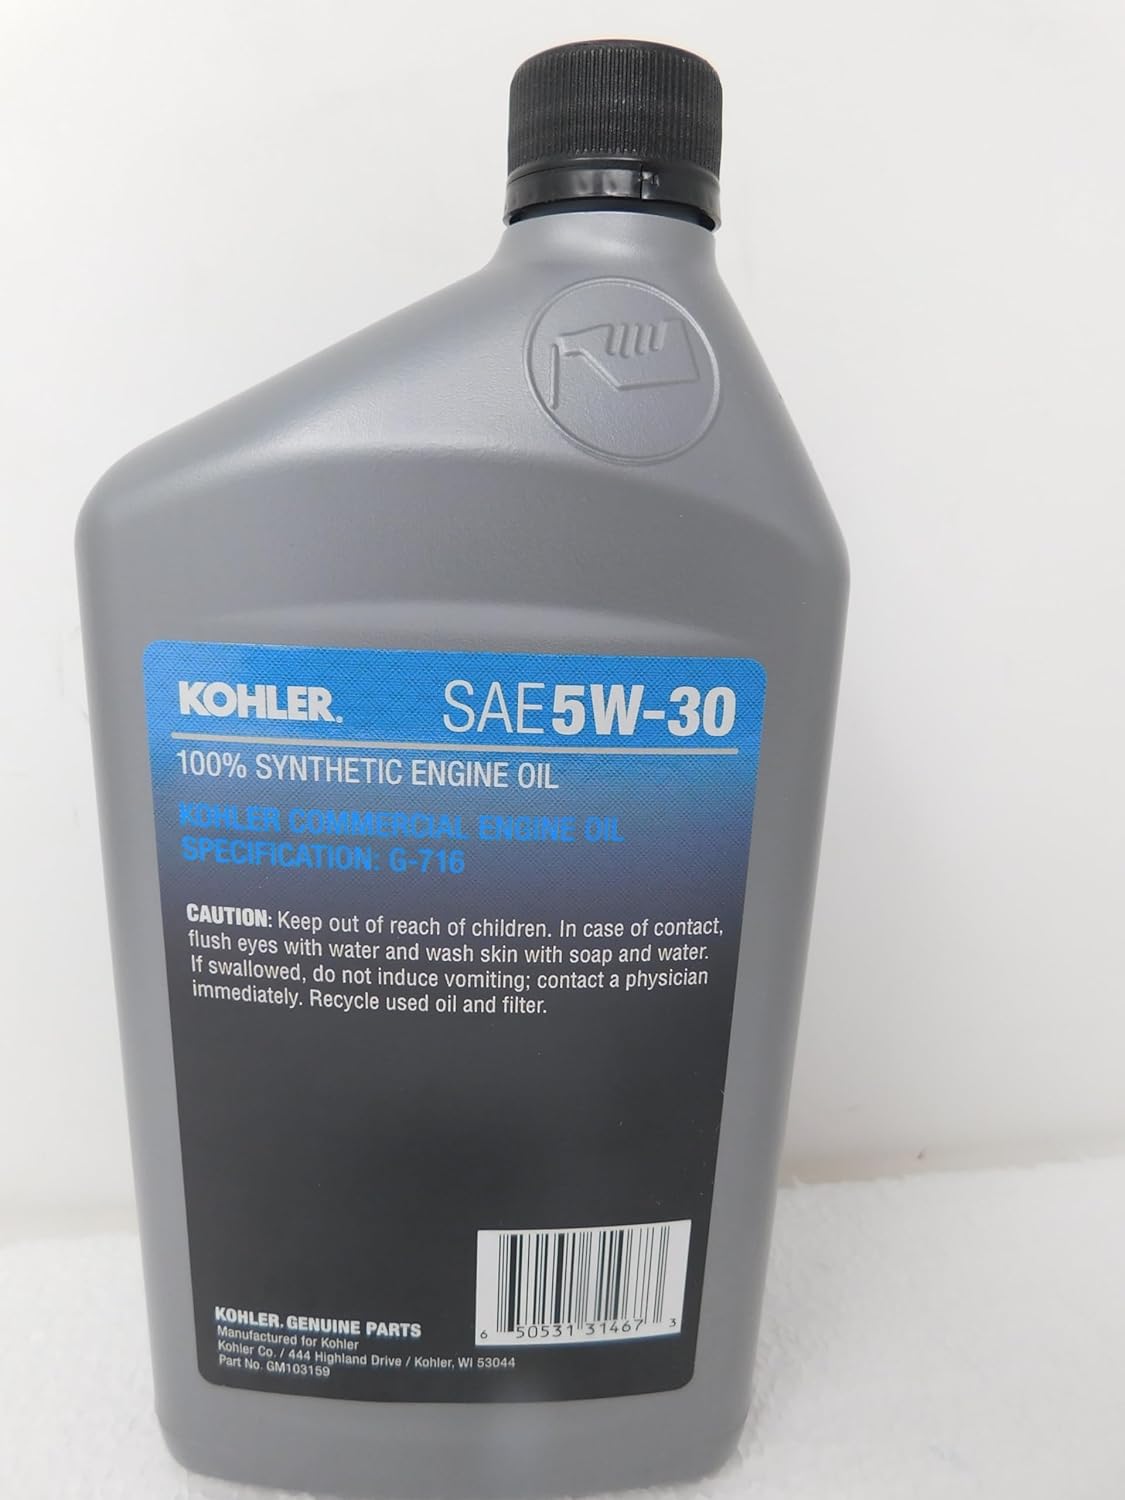 KOHLER. SAE 5W-30
100% SYNTHETIC ENGINE OIL
KOHLER COMMERCIAL ENGINE OIL
SPECIFICATION: G-716
CAUTION: Keep out of reach of children. In case of contact,
flush eyes with water and wash skin with soap and water.
If swallowed, do not induce vomiting; contact a physician
immediately. Recycle used oil and filter.
KOHLER. GENUINE PARTS
Manufactured for Kohler
Kohler Co. / 444 Highland Drive / Kohler, WI 53044
Part No. GM103159
6 50531 31467 3